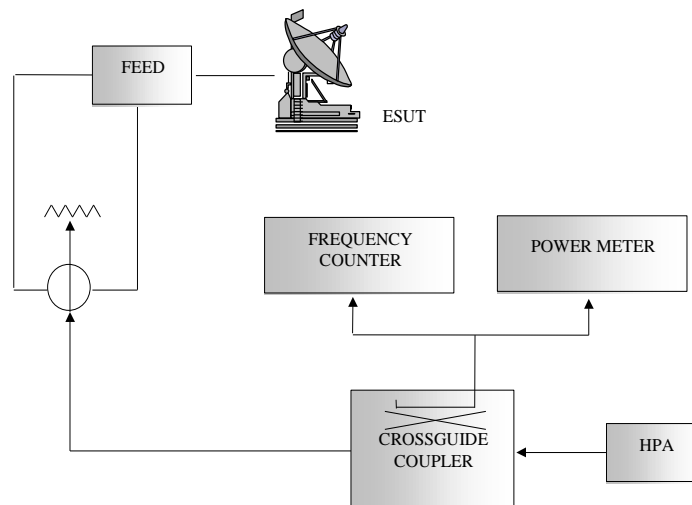 FEED
ESUT
FREQUENCY
COUNTER
POWER METER
CROSSGUIDE
COUPLER
HPA